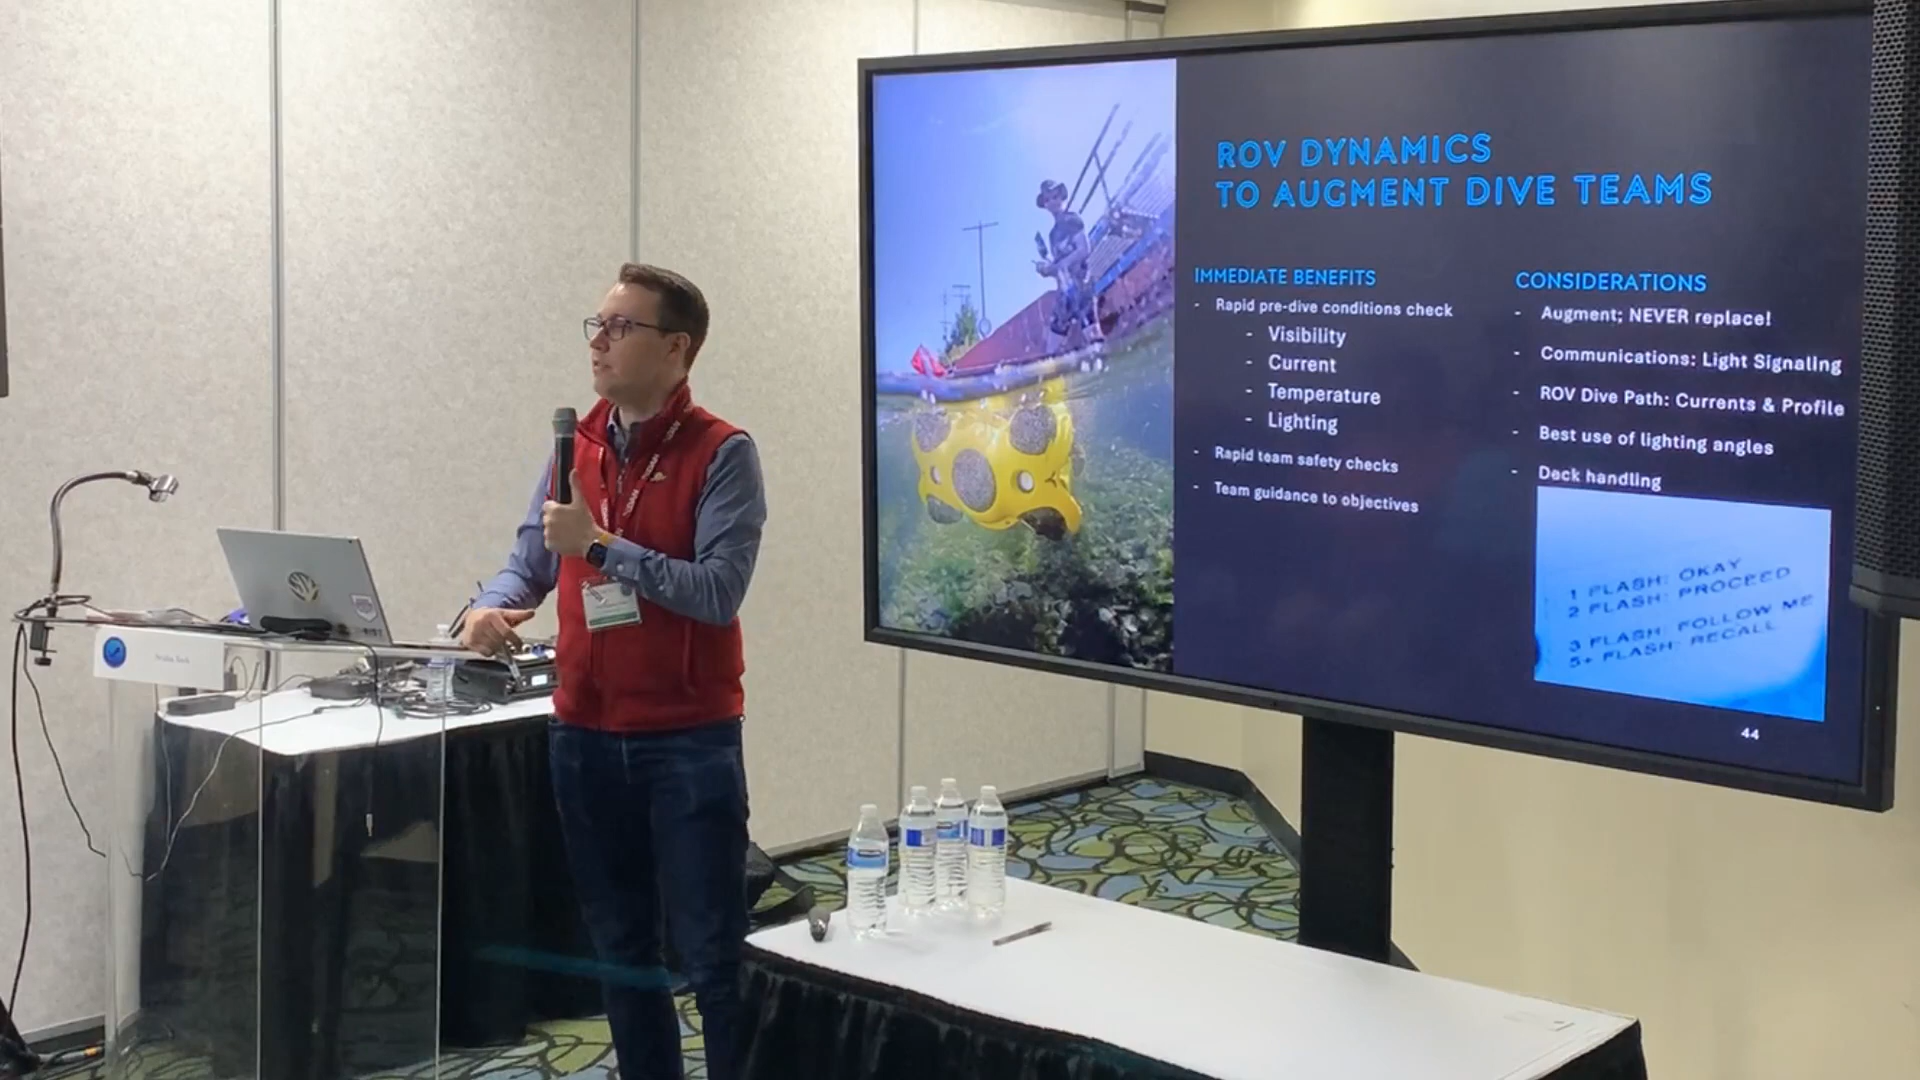 ROV DYNAMICS
TO AUGMENT DIVE TEAMS
IMMEDIATE BENEFITS
- Rapid pre-dive conditions check
- Visibility
- Current
- Temperature
- Lighting
- Rapid team safety checks
- Team guidance to objectives
CONSIDERATIONS
- Augment; NEVER replace!
- Communications: Light Signaling
- ROV Dive Path: Currents & Profile
- Best use of lighting angles
- Deck handling
1 FLASH: OKAY
2 FLASH: PROCEED
3 FLASH: FOLLOW ME
5+ FLASH: RECALL
44
DAN